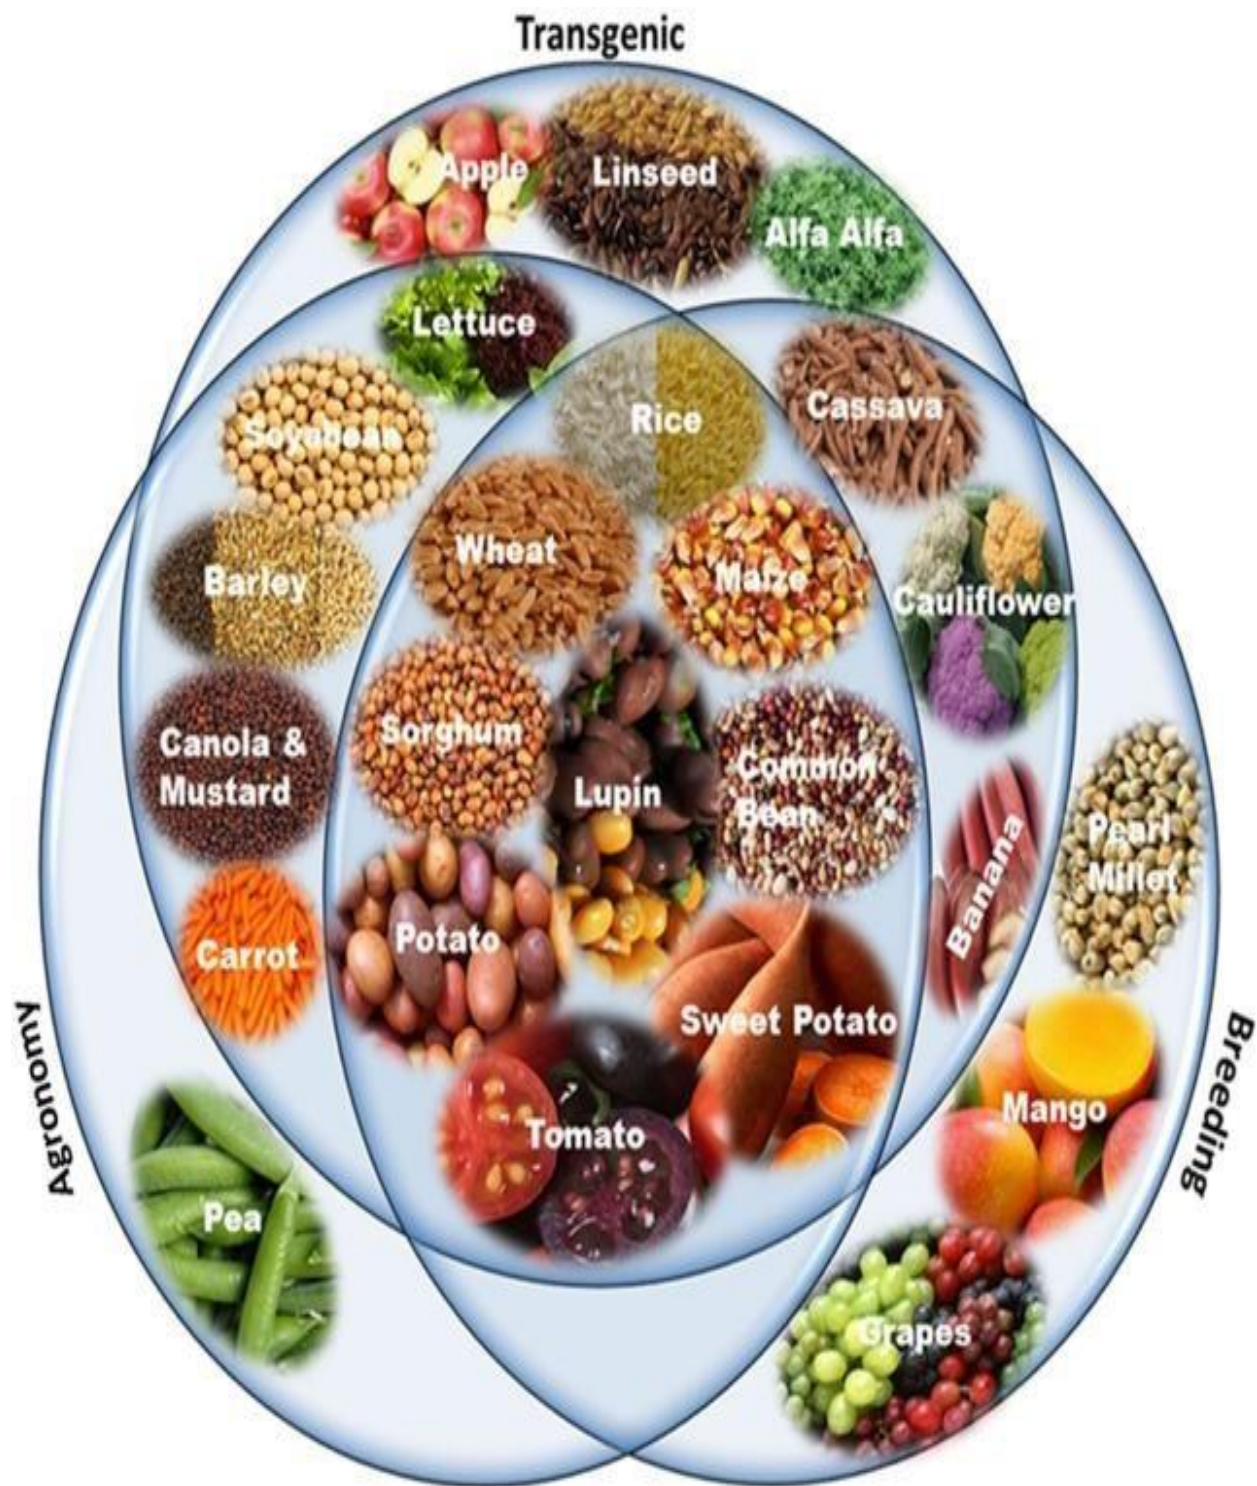 Transgenic
Apple
Linseed
Alfa Alfa
Lettuce
Soyabean
Rice
Cassava
Wheat
Maize
Barley
Cauliflower
Sorghum
Canola &
Mustard
Lupin
Common
Bean
Banana
Pearl
Millet
Carrot
Potato
Sweet Potato
Agronomy
Breeding
Mango
Tomato
Pea
Grapes